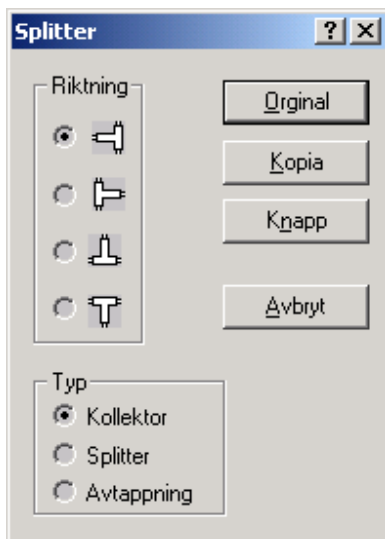 Splitter
Riktning
Orginal
Kopia
Knapp
Avbryt
Typ
Kollektor
Splitter
Avtappning